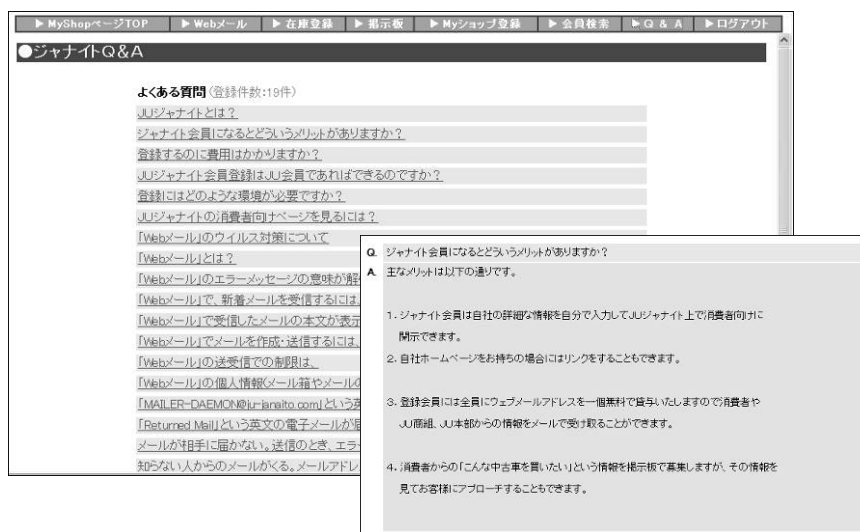 ▶ MyShopページTOP ▶ Webメール ▶ 在庫登録 ▶ 掲示板 ▶ Myショップ登録 ▶ 会員検索 ▶ Q & A ▶ ログアウト
●ジャナイトQ&A
よくある質問(登録件数:19件)
JUジャナイトとは?
ジャナイト会員になるとどういうメリットがありますか?
登録するのに費用はかかりますか?
JUジャナイト会員登録はJU会員であればできるのですか?
登録にはどのような環境が必要ですか?
JUジャナイトの消費者向けページを見るには?
「Webメール」のウイルス対策について
「Webメール」とは?
「Webメール」のエラーメッセージの意味が解
「Webメール」で、新着メールを受信するには、
「Webメール」で受信したメールの本文が表示
「Webメール」でメールを作成・送信するには、
「Webメール」の送受信での制限は、
「Webメール」の個人情報(メール箱やメールの
「MAILER-DAEMON@ju-janaito.com」という英
「Returned Mail」という英文の電子メールが
メールが相手に届かない。送信のとき、エラー
知らない人からのメールがくる。メールアドレ
Q. ジャナイト会員になるとどういうメリットがありますか?
A. 主なメリットは以下の通りです。
1. ジャナイト会員は自社の詳細な情報を自分で入力してJUジャナイト上で消費者向けに
開示できます。
2. 自社ホームページをお持ちの場合にはリンクをすることもできます。
3. 登録会員には全員にウェブメールアドレスを一個無料で貸与いたしますので消費者や
JU商組、JU本部からの情報をメールで受け取ることができます。
4. 消費者からの「こんな中古車を買いたい」という情報を掲示板で募集しますが、その情報を
見てお客様にアプローチすることもできます。